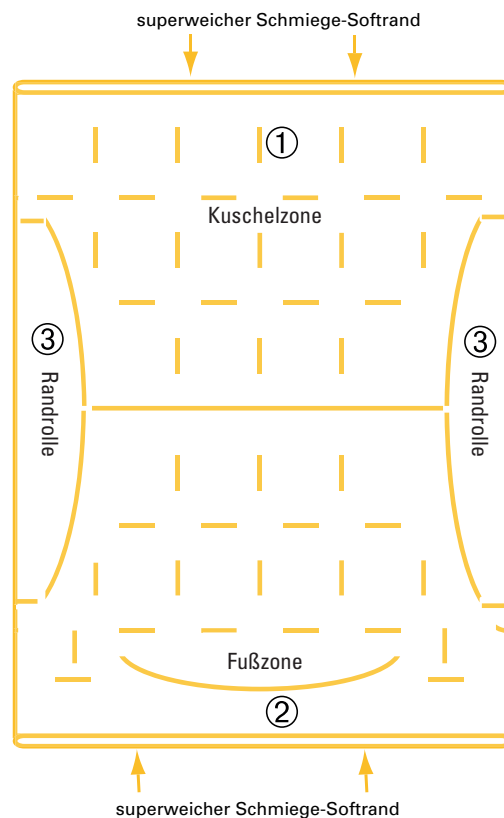 superweicher Schmiege-Softrand
①
Kuschelzone
③
Randrolle
③
Randrolle
Fußzone
②
superweicher Schmiege-Softrand